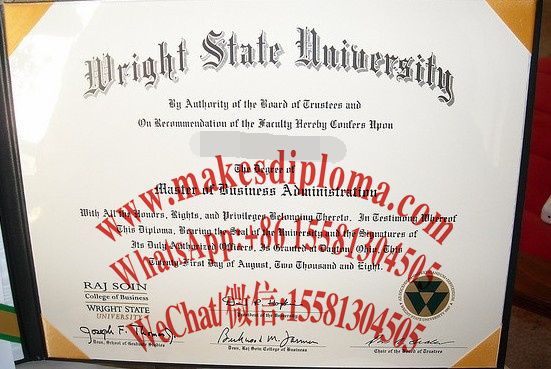 Wright State University
By Authority of the Board of Trustees and
On Recommendation of the Faculty Hereby Confers Upon
The Degree of
Master of Business Administration
With All the Honors, Rights, and Privileges Belonging Thereto. In Testimony Whereof
This Diploma, Bearing the Seal of the University and the Signatures of
Its Duly Authorized Officers, Is Granted at Dayton, Ohio, This
Twenty-First Day of August, Two Thousand and Eight.
RAJ SOIN
College of Business
WRIGHT STATE
UNIVERSITY
President of the University
Dean, School of Graduate Studies
Dean, Raj Soin College of Business
Chair of the Board of Trustees
www.makesdiploma.com
WhatsApp+86 15581304505
WeChat/微信:15581304505